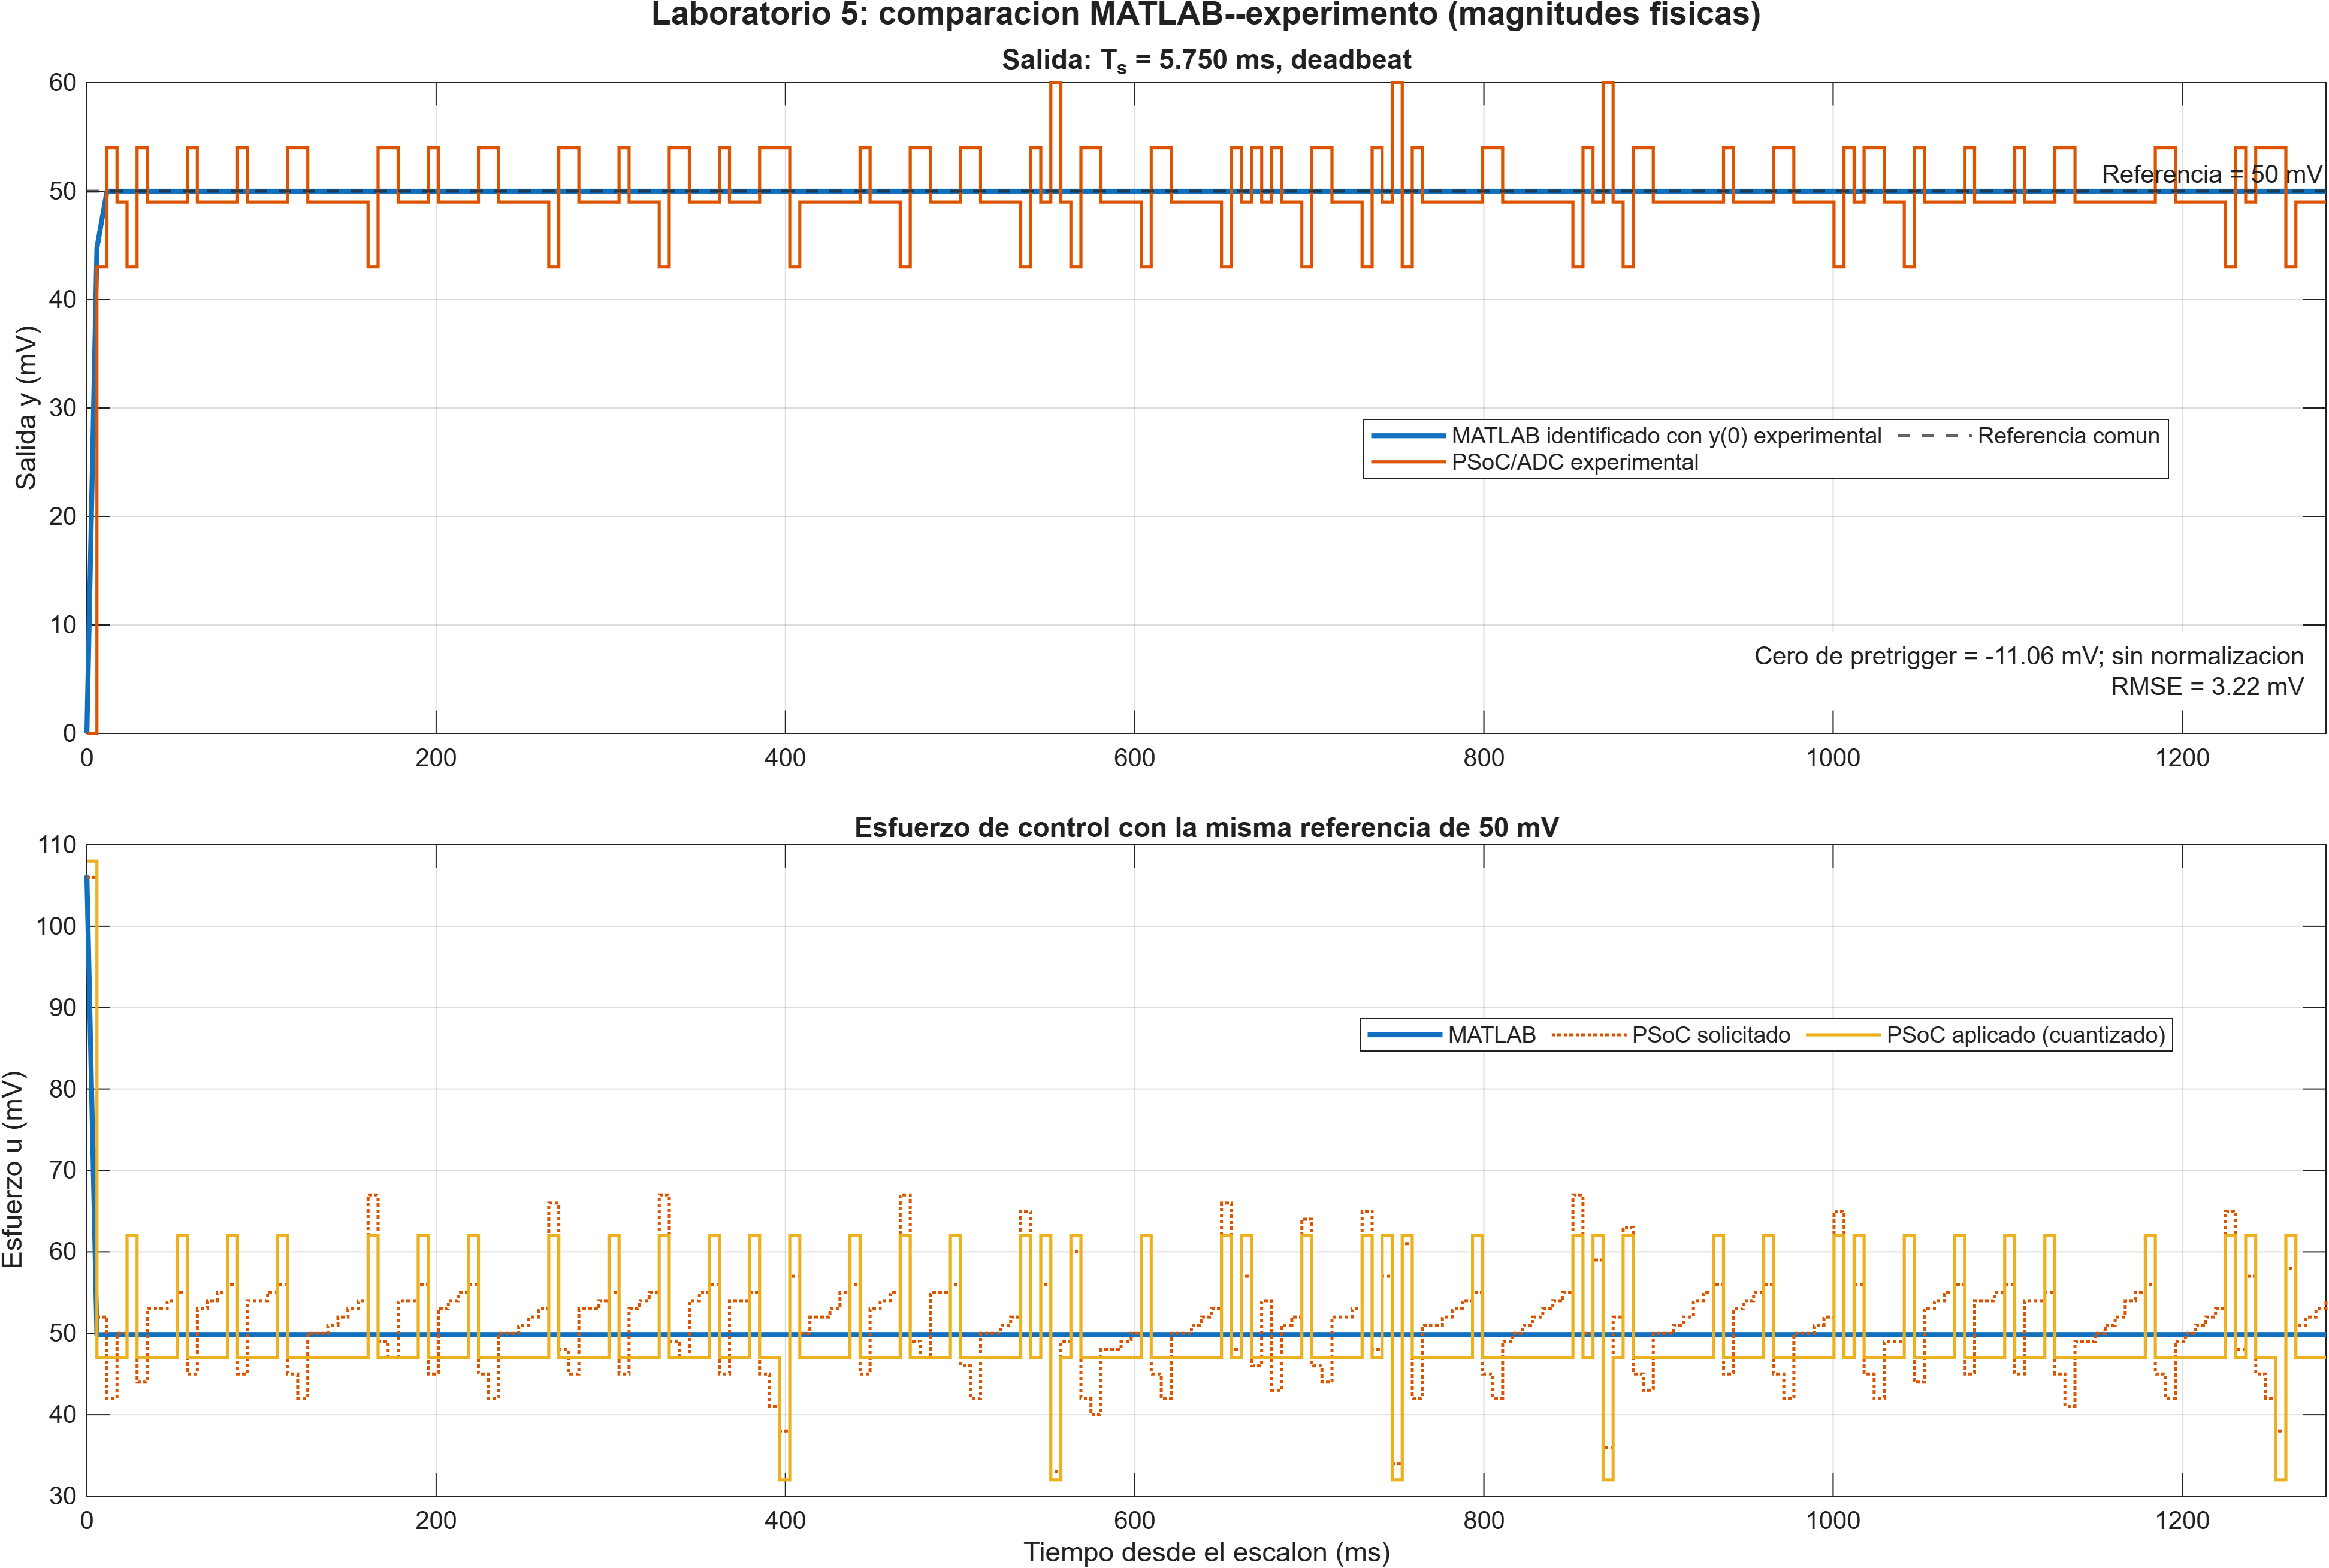 Laboratorio 5: comparacion MATLAB--experimento (magnitudes fisicas)
Salida: Ts = 5.750 ms, deadbeat
Salida y (mV)
60
50
40
30
20
10
0
Referencia = 50 mV
MATLAB identificado con y(0) experimental
Referencia comun
PSoC/ADC experimental
Cero de pretrigger = -11.06 mV; sin normalizacion
RMSE = 3.22 mV
0 200 400 600 800 1000 1200
Esfuerzo de control con la misma referencia de 50 mV
Esfuerzo u (mV)
110
100
90
80
70
60
50
40
30
MATLAB
PSoC solicitado
PSoC aplicado (cuantizado)
0 200 400 600 800 1000 1200
Tiempo desde el escalon (ms)